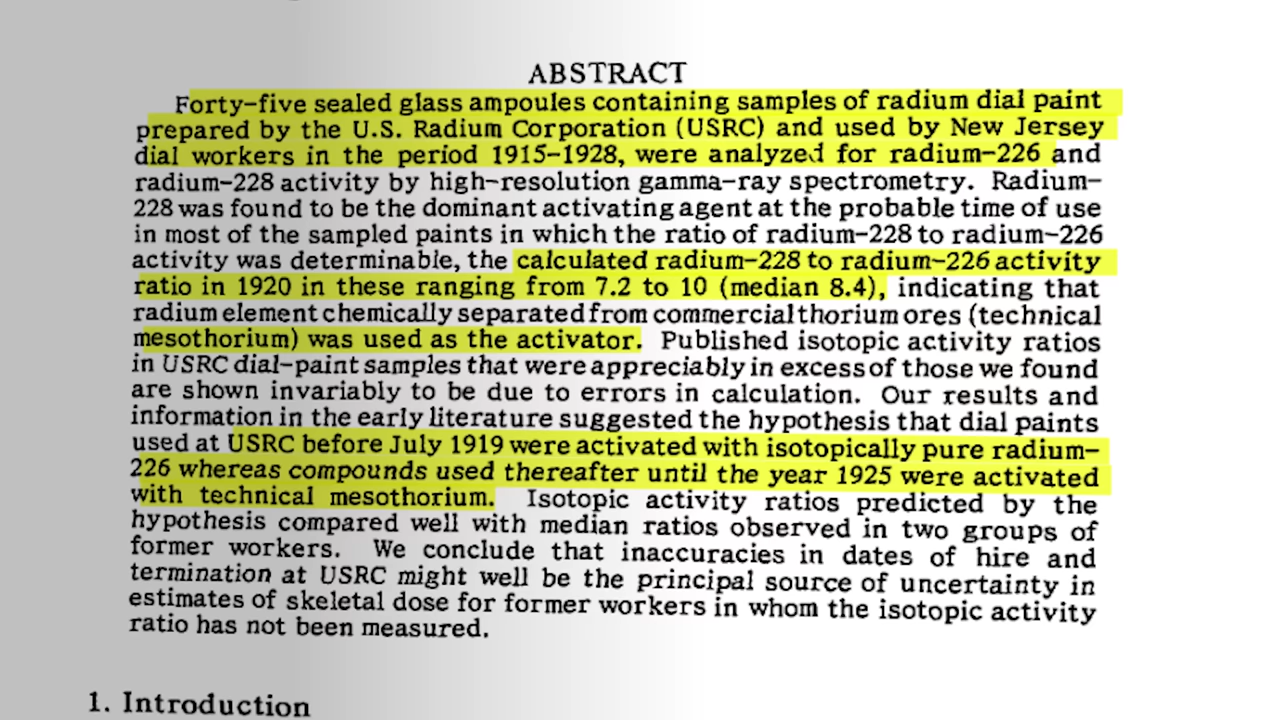 ABSTRACT
Forty-five sealed glass ampoules containing samples of radium dial paint
prepared by the U.S. Radium Corporation (USRC) and used by New Jersey
dial workers in the period 1915-1928, were analyzed for radium-226 and
radium-228 activity by high-resolution gamma-ray spectrometry. Radium-
228 was found to be the dominant activating agent at the probable time of use
in most of the sampled paints in which the ratio of radium-228 to radium-226
activity was determinable, the calculated radium-228 to radium-226 activity
ratio in 1920 in these ranging from 7.2 to 10 (median 8.4), indicating that
radium element chemically separated from commercial thorium ores (technical
mesothorium) was used as the activator. Published isotopic activity ratios
in USRC dial-paint samples that were appreciably in excess of those we found
are shown invariably to be due to errors in calculation. Our results and
information in the early literature suggested the hypothesis that dial paints
used at USRC before July 1919 were activated with isotopically pure radium-
226 whereas compounds used thereafter until the year 1925 were activated
with technical mesothorium. Isotopic activity ratios predicted by the
hypothesis compared well with median ratios observed in two groups of
former workers. We conclude that inaccuracies in dates of hire and
termination at USRC might well be the principal source of uncertainty in
estimates of skeletal dose for former workers in whom the isotopic activity
ratio has not been measured.
1. Introduction